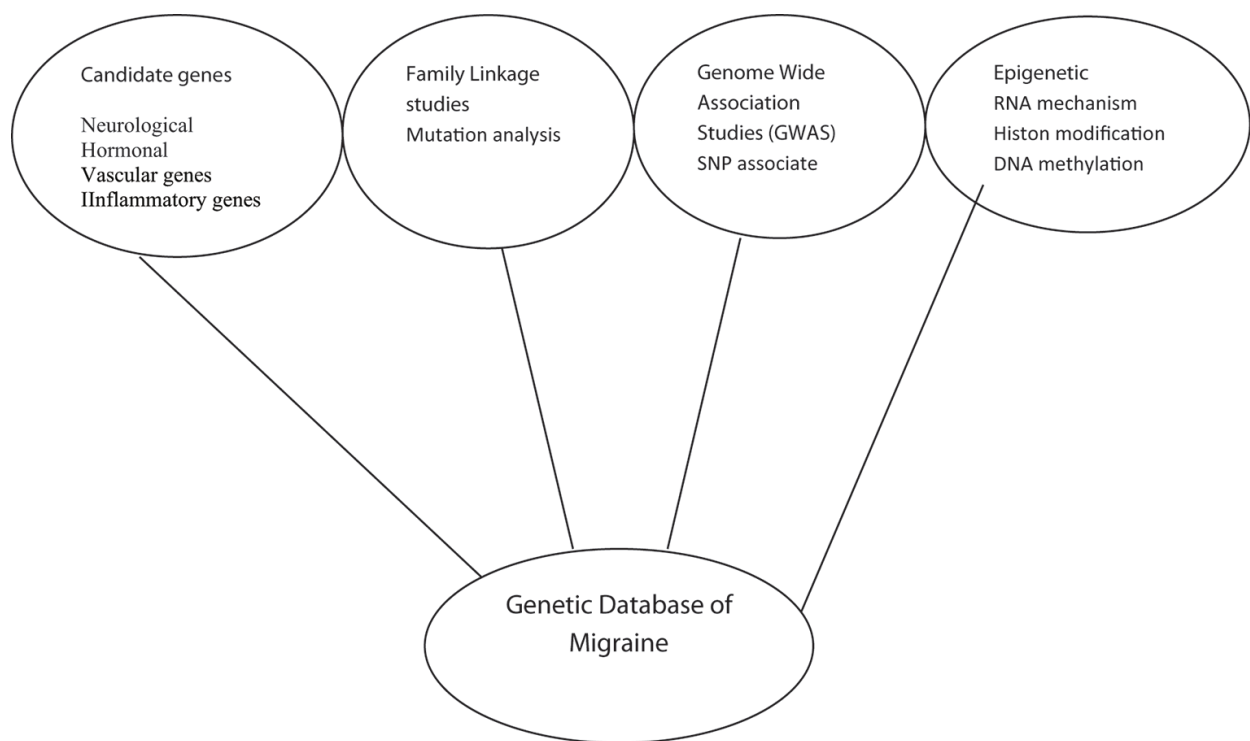 Candidate genes
Neurological
Hormonal
Vascular genes
IInflammatory genes
Family Linkage
studies
Mutation analysis
Genome Wide
Association
Studies (GWAS)
SNP associate
Epigenetic
RNA mechanism
Histon modification
DNA methylation
Genetic Database of
Migraine